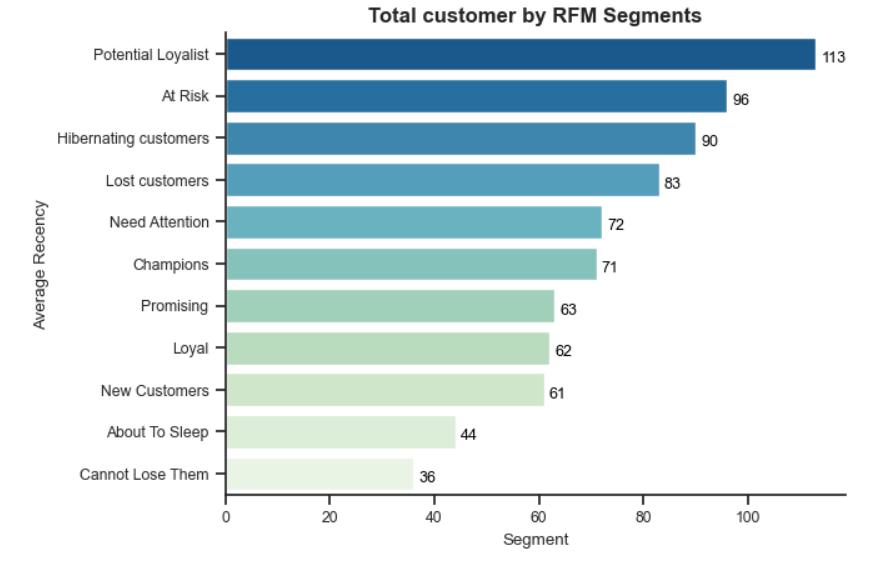 Total customer by RFM Segments
Potential Loyalist 113
At Risk 96
Hibernating customers 90
Lost customers 83
Need Attention 72
Champions 71
Promising 63
Loyal 62
New Customers 61
About To Sleep 44
Cannot Lose Them 36
Average Recency
0 20 40 60 80 100
Segment